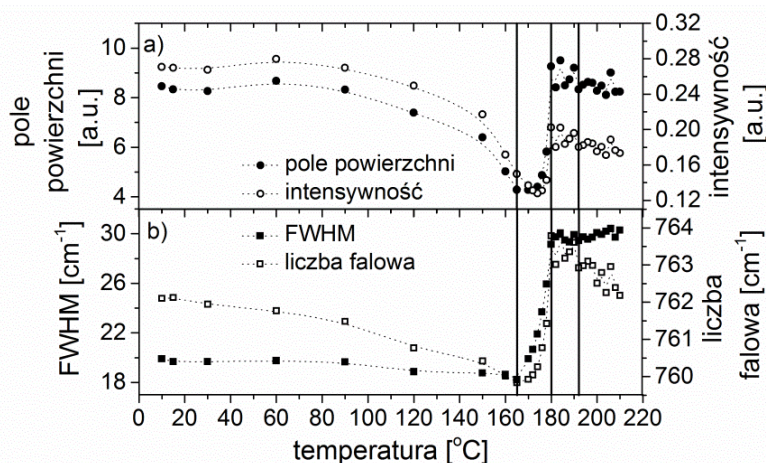 a)
pole
powierzchni
[a.u.]
10
8
6
4
pole powierzchni
intensywność
0.32
0.28
0.24
0.20
0.16
0.12
intensywność
[a.u.]
b)
FWHM [cm⁻¹]
30
26
22
18
FWHM
liczba falowa
764
763
762
761
760
liczba
falowa [cm⁻¹]
0 20 40 60 80 100 120 140 160 180 200 220
temperatura [°C]